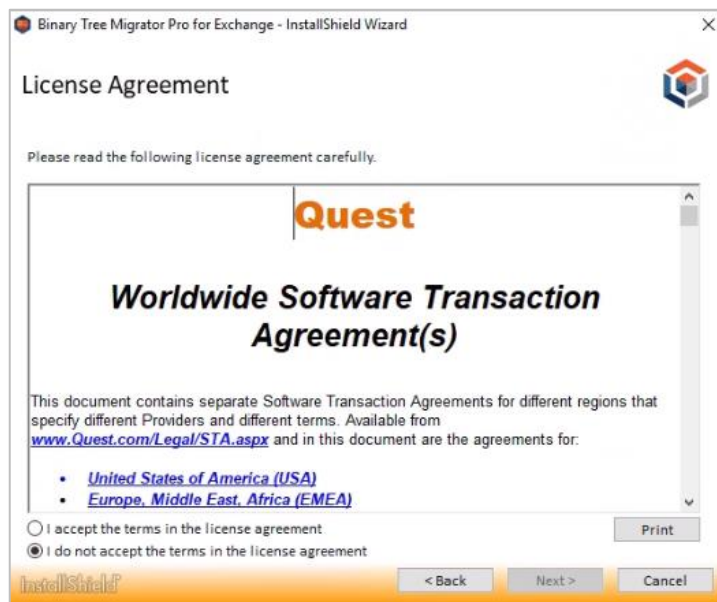 Binary Tree Migrator Pro for Exchange - InstallShield Wizard
License Agreement
Please read the following license agreement carefully.
Quest
Worldwide Software Transaction
Agreement(s)
This document contains separate Software Transaction Agreements for different regions that
specify different Providers and different terms. Available from
www.Quest.com/Legal/STA.aspx and in this document are the agreements for:
• United States of America (USA)
• Europe, Middle East, Africa (EMEA)
I accept the terms in the license agreement
Print
I do not accept the terms in the license agreement
InstallShield
< Back
Next >
Cancel